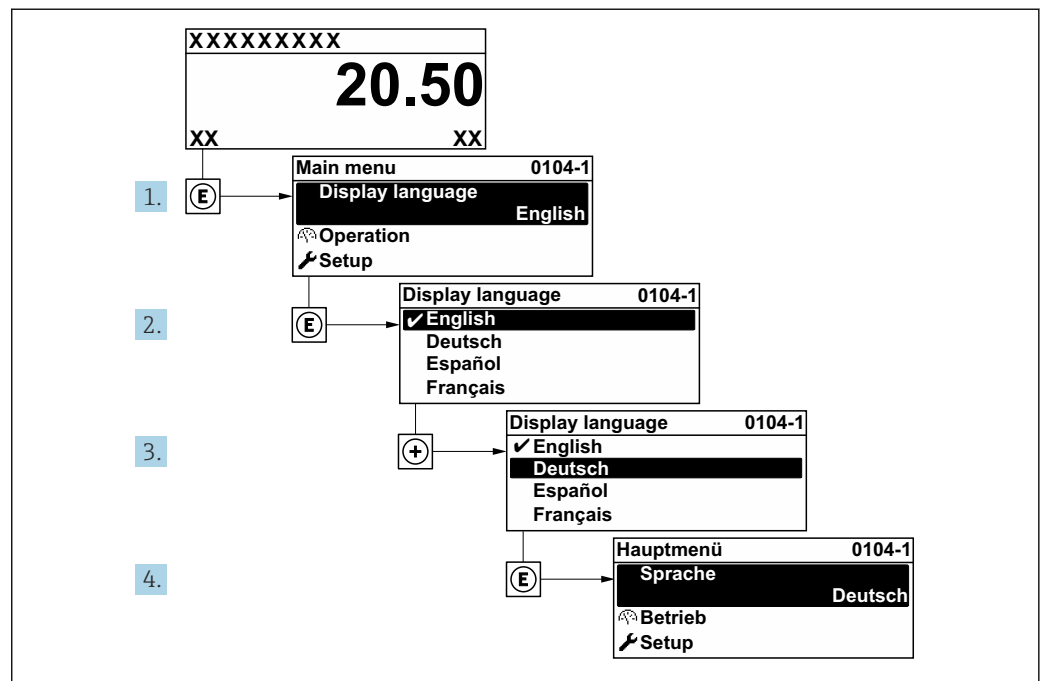 XXXXXXXXX
20.50
XX XX
1.
E
Main menu 0104-1
Display language
English
Operation
Setup
2.
E
Display language 0104-1
✔English
Deutsch
Español
Français
3.
+
Display language 0104-1
✔English
Deutsch
Español
Français
4.
E
Hauptmenü 0104-1
Sprache
Deutsch
Betrieb
Setup